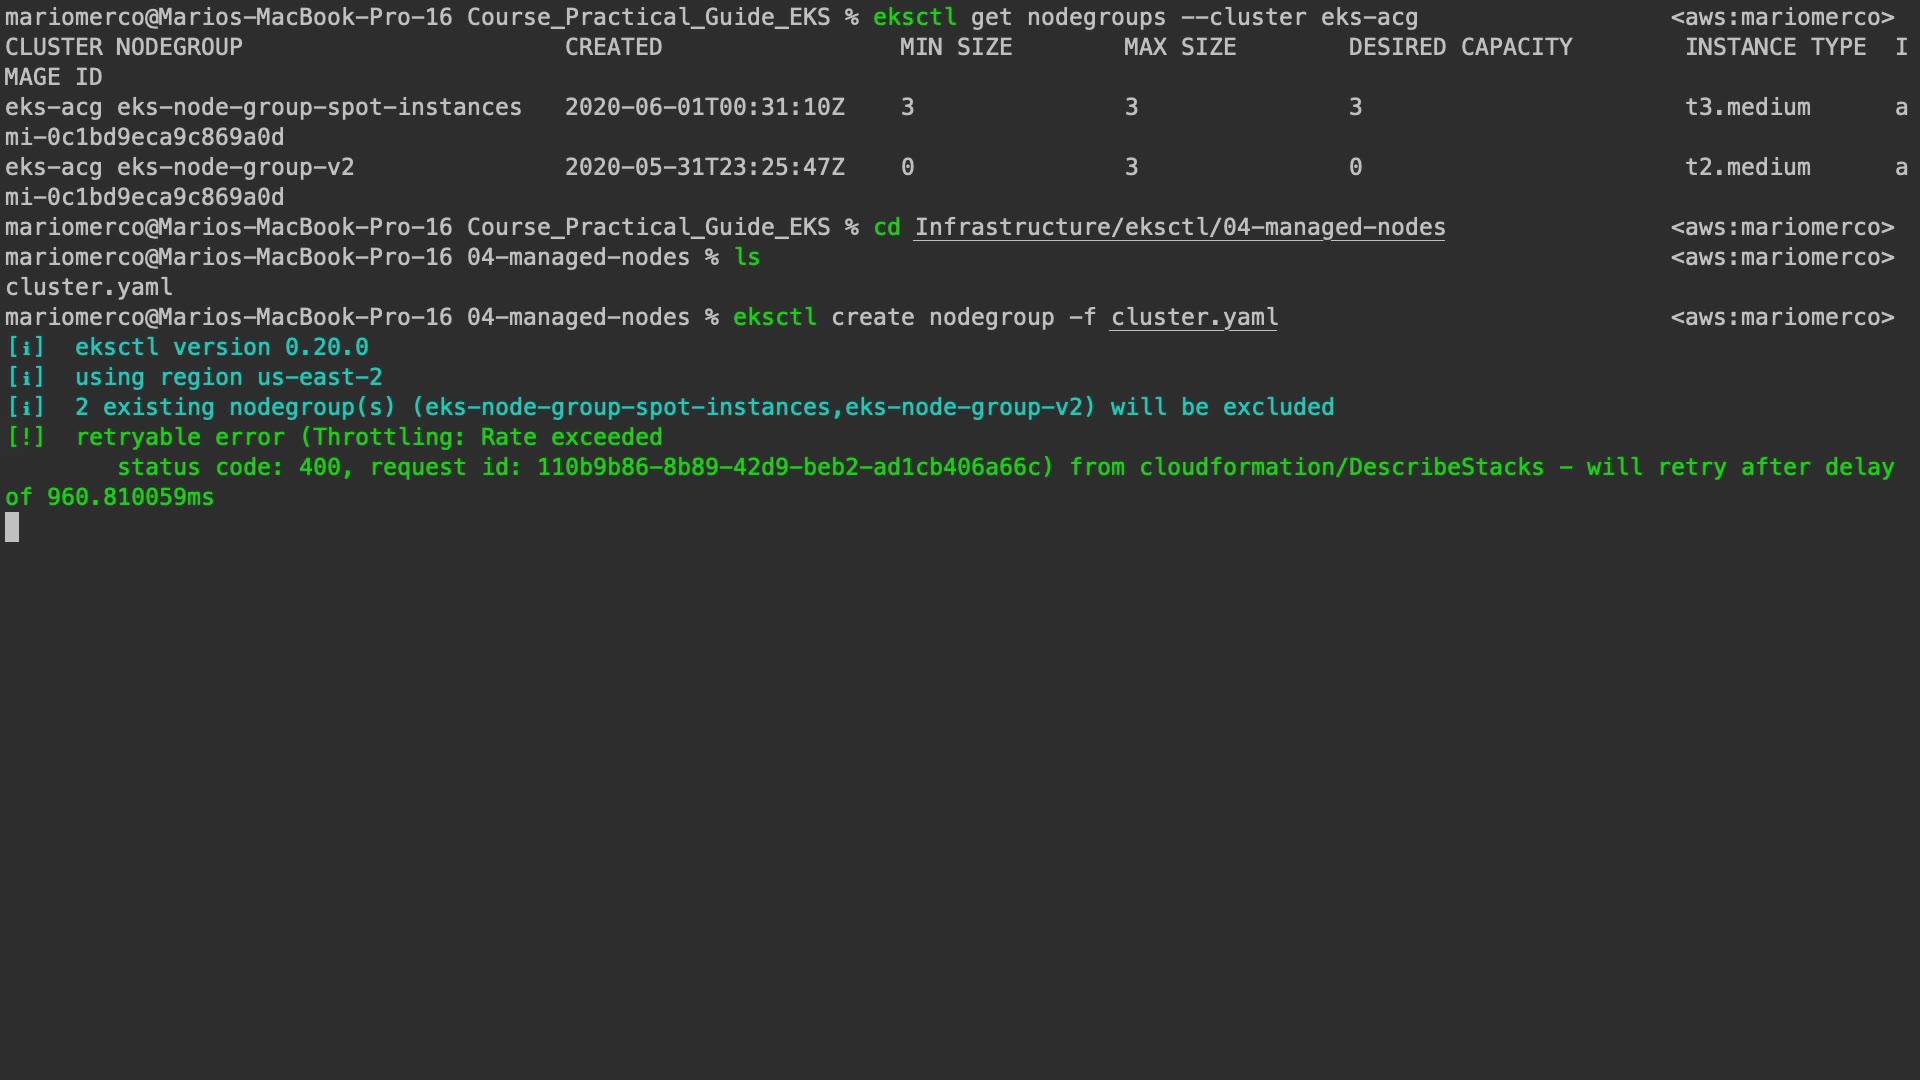 mariomerco@Marios-MacBook-Pro-16 Course_Practical_Guide_EKS % eksctl get nodegroups --cluster eks-acg <aws:mariomerco>
CLUSTER NODEGROUP CREATED MIN SIZE MAX SIZE DESIRED CAPACITY INSTANCE TYPE I
MAGE ID
eks-acg eks-node-group-spot-instances 2020-06-01T00:31:10Z 3 3 3 t3.medium a
mi-0c1bd9eca9c869a0d
eks-acg eks-node-group-v2 2020-05-31T23:25:47Z 0 3 0 t2.medium a
mi-0c1bd9eca9c869a0d
mariomerco@Marios-MacBook-Pro-16 Course_Practical_Guide_EKS % cd Infrastructure/eksctl/04-managed-nodes <aws:mariomerco>
mariomerco@Marios-MacBook-Pro-16 04-managed-nodes % ls <aws:mariomerco>
cluster.yaml
mariomerco@Marios-MacBook-Pro-16 04-managed-nodes % eksctl create nodegroup -f cluster.yaml <aws:mariomerco>
[ℹ] eksctl version 0.20.0
[ℹ] using region us-east-2
[ℹ] 2 existing nodegroup(s) (eks-node-group-spot-instances,eks-node-group-v2) will be excluded
[!] retryable error (Throttling: Rate exceeded
status code: 400, request id: 110b9b86-8b89-42d9-beb2-ad1cb406a66c) from cloudformation/DescribeStacks - will retry after delay
of 960.810059ms